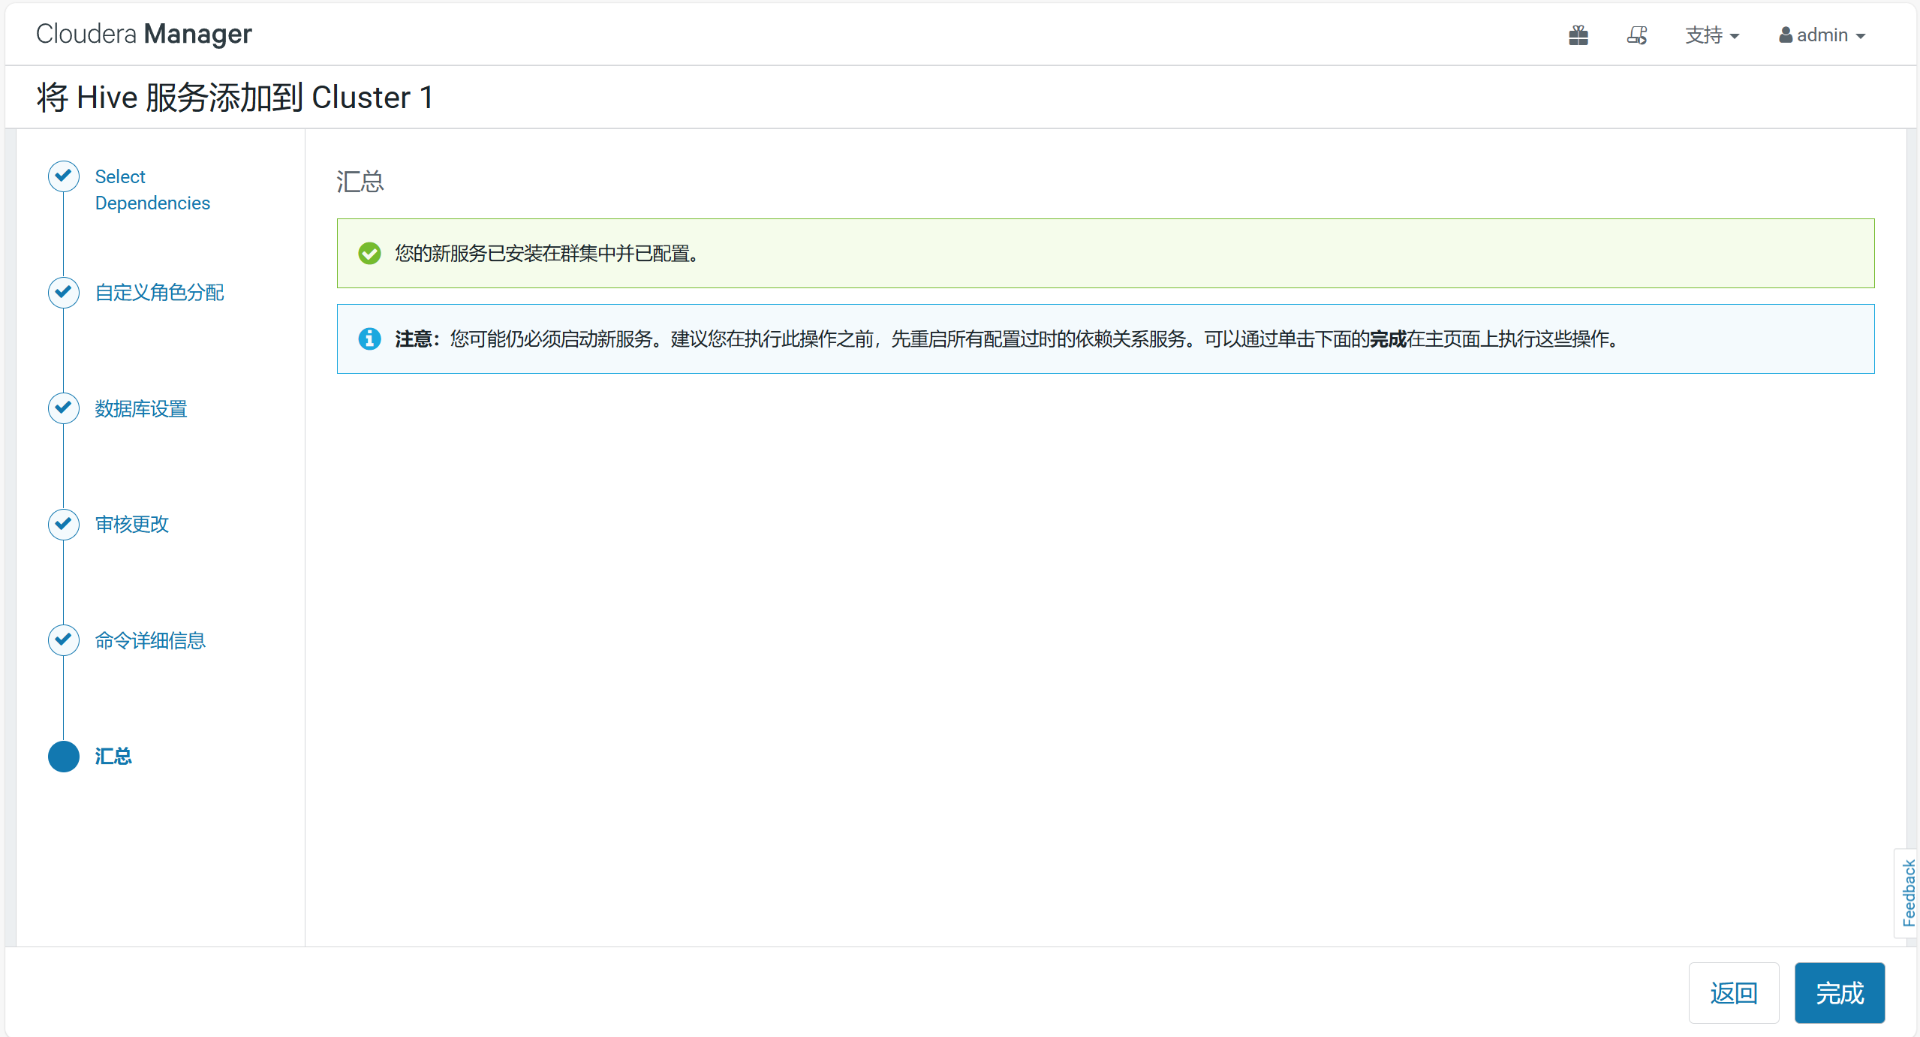 Cloudera Manager
支持
admin
将 Hive 服务添加到 Cluster 1
Select
Dependencies
自定义角色分配
数据库设置
审核更改
命令详细信息
汇总
汇总
您的新服务已安装在群集中并已配置。
注意：您可能仍必须启动新服务。建议您在执行此操作之前，先重启所有配置过时的依赖关系服务。可以通过单击下面的完成在主页面上执行这些操作。
Feedback
返回
完成